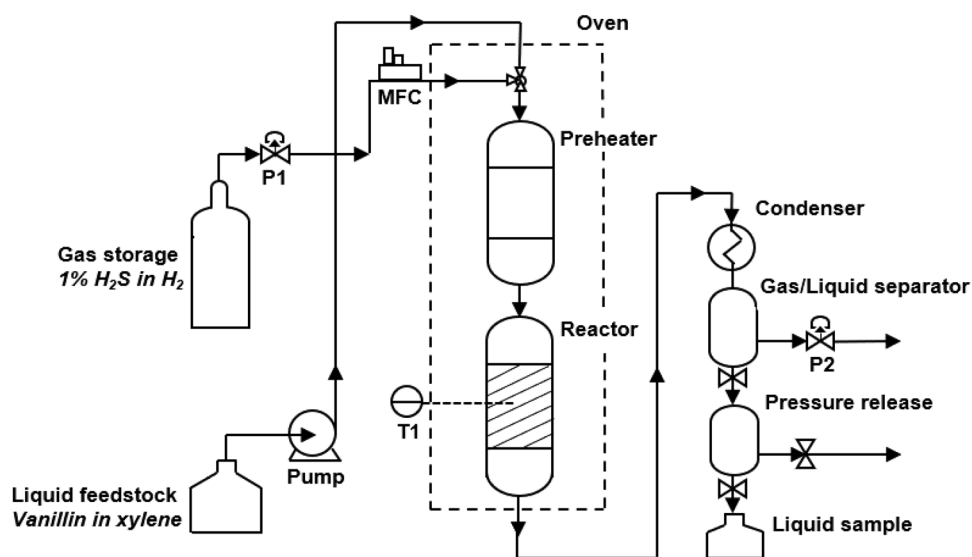 Oven
MFC
Preheater
P1
Condenser
Gas storage
1% H₂S in H₂
Gas/Liquid separator
Reactor
P2
T1
Pressure release
Pump
Liquid feedstock
Vanillin in xylene
Liquid sample